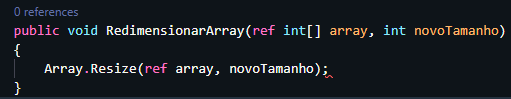 0 references
public void RedimensionarArray(ref int[] array, int novoTamanho)
{
    Array.Resize(ref array, novoTamanho);
}